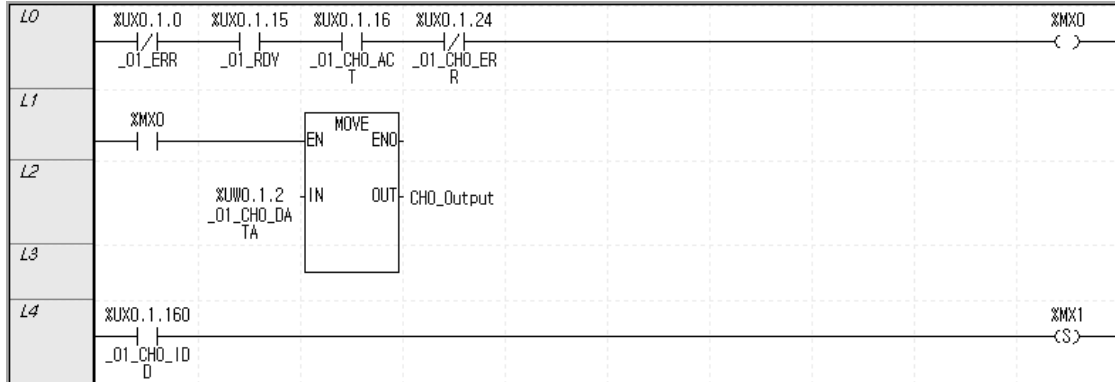 L0
%UX0.1.0 %UX0.1.15 %UX0.1.16 %UX0.1.24 %MX0
_01_ERR _01_RDY _01_CH0_AC _01_CH0_ER
T R
L1
%MX0
MOVE
EN ENO
L2
%UW0.1.2 IN OUT CH0_Output
_01_CH0_DA
TA
L3
L4
%UX0.1.160 %MX1
S
_01_CH0_ID
D